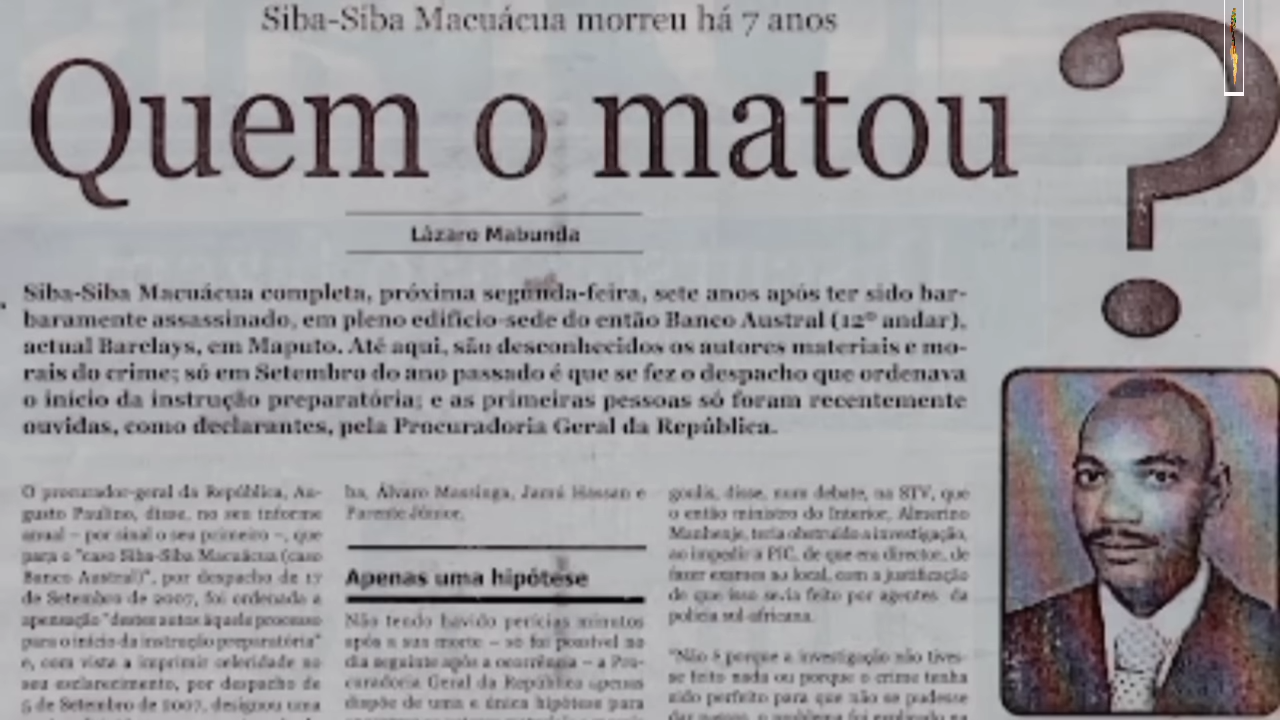 Siba-Siba Macuácua morreu há 7 anos
Quem o matou ?
Lázaro Mabunda
Siba-Siba Macuácua completa, próxima segunda-feira, sete anos após ter sido bar-
baramente assassinado, em pleno edifício-sede do então Banco Austral (12º andar),
actual Barclays, em Maputo. Até aqui, são desconhecidos os autores materiais e mo-
rais do crime; só em Setembro do ano passado é que se fez o despacho que ordenava
o início da instrução preparatória; e as primeiras pessoas só foram recentemente
ouvidas, como declarantes, pela Procuradoria Geral da República.
O procurador-geral da República, Au-
gusto Paulino, disse, no seu informe
anual – por sinal o seu primeiro –, que
para o "caso Siba-Siba Macuácua (caso
Banco Austral)", por despacho de 17
de Setembro de 2007, foi ordenada a
apensação "destes autos àquele processo
para o início da instrução preparatória"
e, com vista a imprimir celeridade no
seu esclarecimento, por despacho de
5 de Setembro de 2007, designou uma
ba, Álvaro Massinga, Jamú Hassan e
Parente Júnior.
Apenas uma hipótese
Não tendo havido perícias minutos
após a sua morte – só foi possível no
dia seguinte após a ocorrência – a Pro-
curadoria Geral da República apenas
dispõe de uma e única hipótese para
goulis, disse, num debate, na STV, que
o então ministro do Interior, Almerino
Manhenje, teria obstruído a investigação,
ao impedir a PIC, de que era director, de
fazer exames ao local, com a justificação
de que isso seria feito por agentes da
polícia sul-africana.
"Não é porque a investigação não tives-
se feito nada ou porque o crime tenha
sido perfeito para que não se pudesse